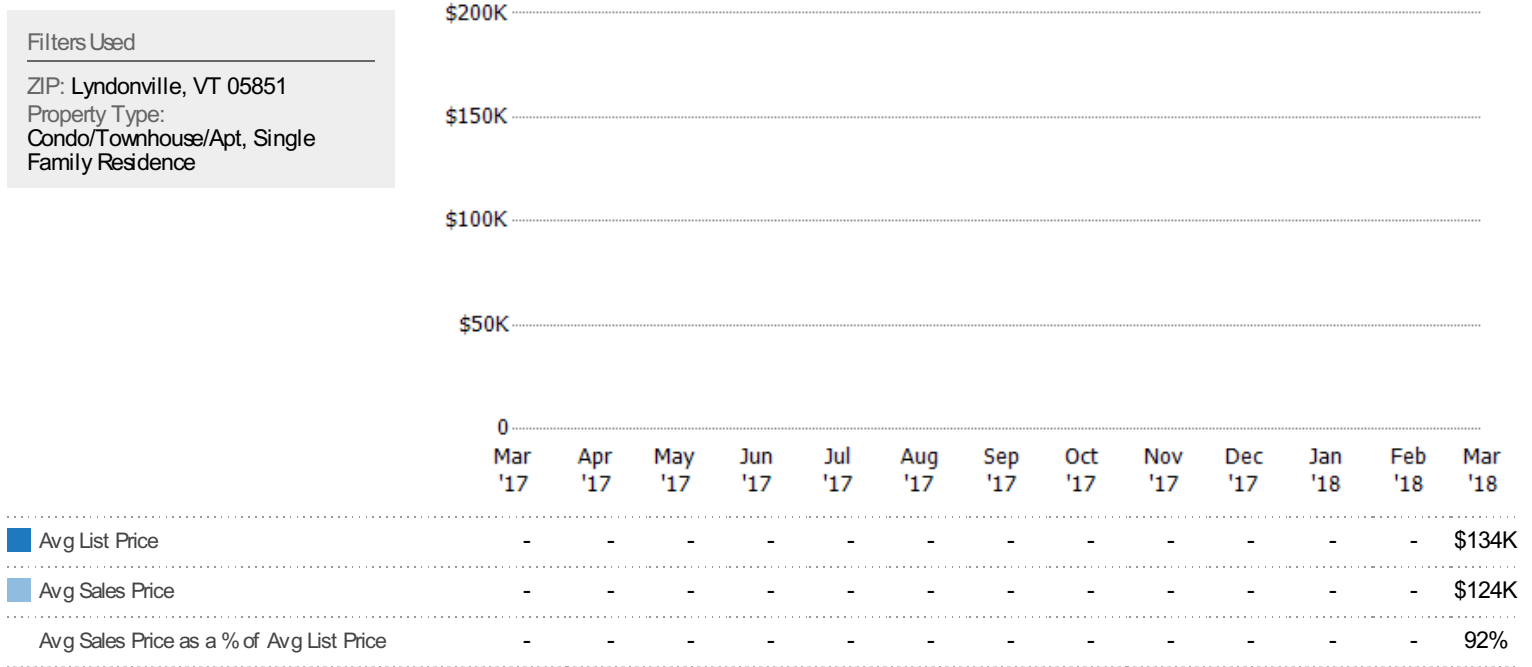 Filters Used
ZIP: Lyndonville, VT 05851
Property Type:
Condo/Townhouse/Apt, Single
Family Residence
$200K
$150K
$100K
$50K
0
Mar Apr May Jun Jul Aug Sep Oct Nov Dec Jan Feb Mar
'17 '17 '17 '17 '17 '17 '17 '17 '17 '17 '18 '18 '18
Avg List Price - - - - - - - - - - - - $134K
Avg Sales Price - - - - - - - - - - - - $124K
Avg Sales Price as a % of Avg List Price - - - - - - - - - - - - 92%